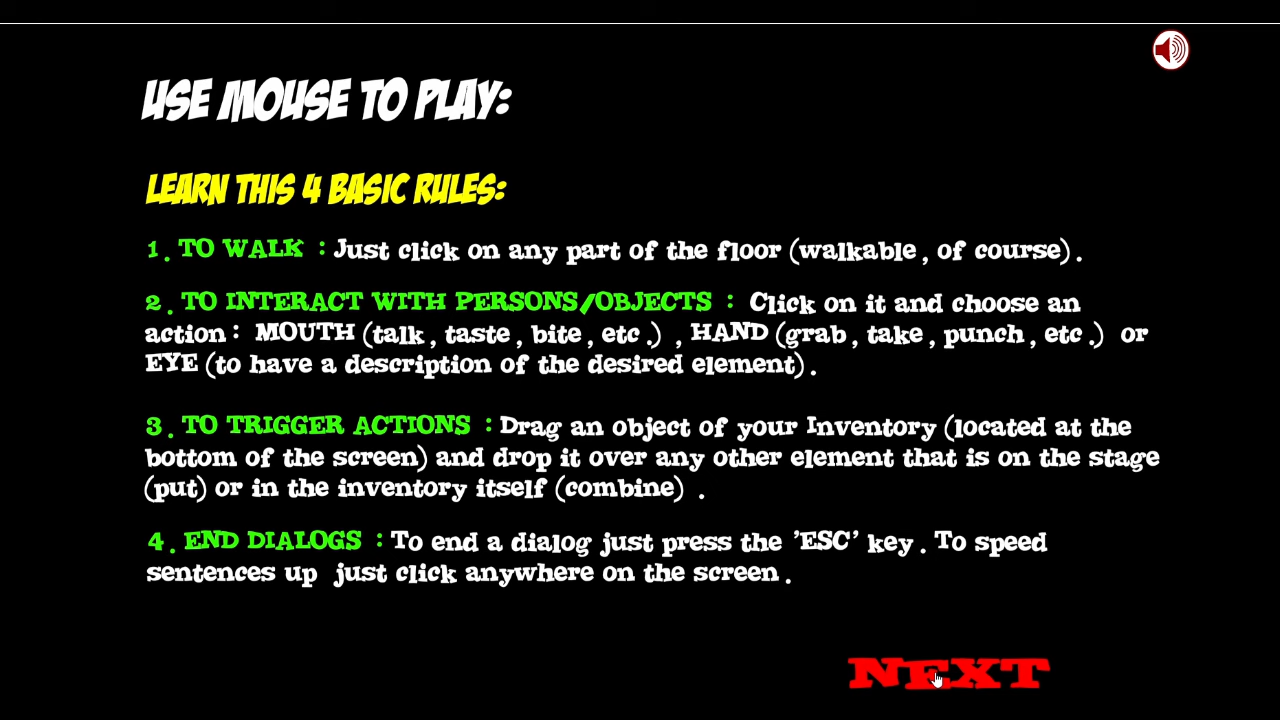 USE MOUSE TO PLAY:
LEARN THIS 4 BASIC RULES:
1. TO WALK : Just click on any part of the floor (walkable, of course).
2. TO INTERACT WITH PERSONS/OBJECTS : Click on it and choose an
action: MOUTH (talk, taste, bite, etc.), HAND (grab, take, punch, etc.) or
EYE (to have a description of the desired element).
3. TO TRIGGER ACTIONS : Drag an object of your Inventory (located at the
bottom of the screen) and drop it over any other element that is on the stage
(put) or in the inventory itself (combine) .
4. END DIALOGS : To end a dialog just press the 'ESC' key. To speed
sentences up just click anywhere on the screen.
NEXT